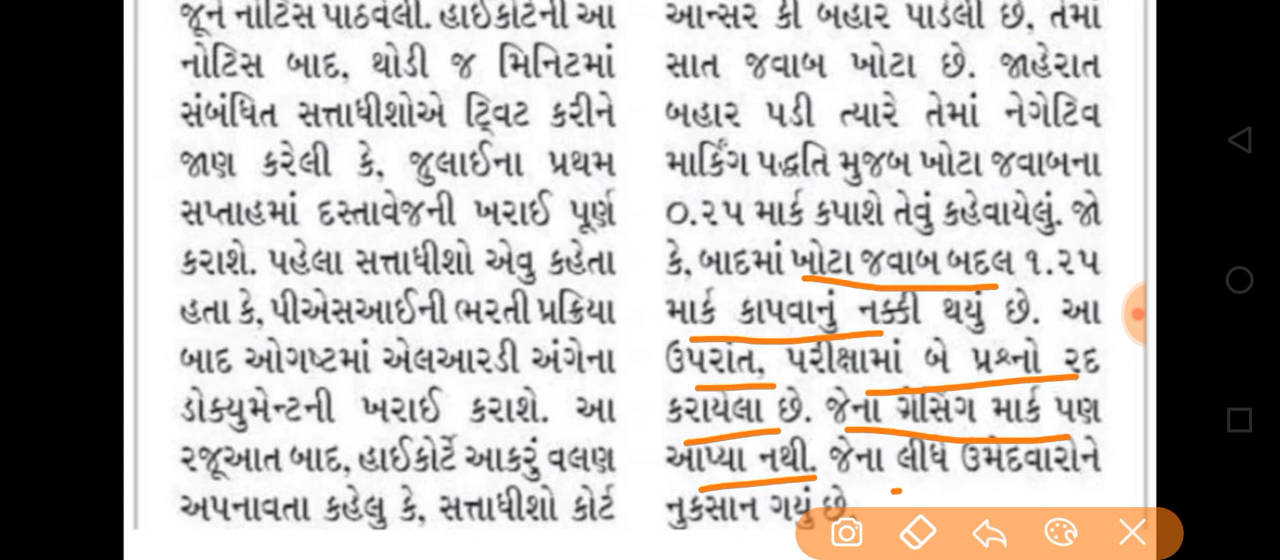 જૂને નોટિસ પાઠવેલી. હાઈકોર્ટની આ
નોટિસ બાદ, થોડી જ મિનિટમાં
સંબંધિત સત્તાધીશોએ ટ્વિટ કરીને
જાણ કરેલી કે, જુલાઈના પ્રથમ
સપ્તાહમાં દસ્તાવેજની ખરાઈ પૂર્ણ
કરાશે. પહેલા સત્તાધીશો એવુ કહેતા
હતા કે, પીએસઆઈની ભરતી પ્રક્રિયા
બાદ ઓગષ્ટમાં એલઆરડી અંગેના
ડોક્યુમેન્ટની ખરાઈ કરાશે. આ
રજૂઆત બાદ, હાઈકોર્ટે આકરું વલણ
અપનાવતા કહેલુ કે, સત્તાધીશો કોર્ટ
આન્સર કી બહાર પાડેલી છે, તેમાં
સાત જવાબ ખોટા છે. જાહેરાત
બહાર પડી ત્યારે તેમાં નેગેટિવ
માર્કિંગ પદ્ધતિ મુજબ ખોટા જવાબના
૦.૨૫ માર્ક કપાશે તેવું કહેવાયેલું. જો
કે, બાદમાં ખોટા જવાબ બદલ ૧.૨૫
માર્ક કાપવાનું નક્કી થયું છે. આ
ઉપરાંત, પરીક્ષામાં બે પ્રશ્નો રદ
કરાયેલા છે. જેના ગ્રેસિંગ માર્ક પણ
આપ્યા નથી. જેના લીધે ઉમેદવારોને
નુકસાન ગયું છે.